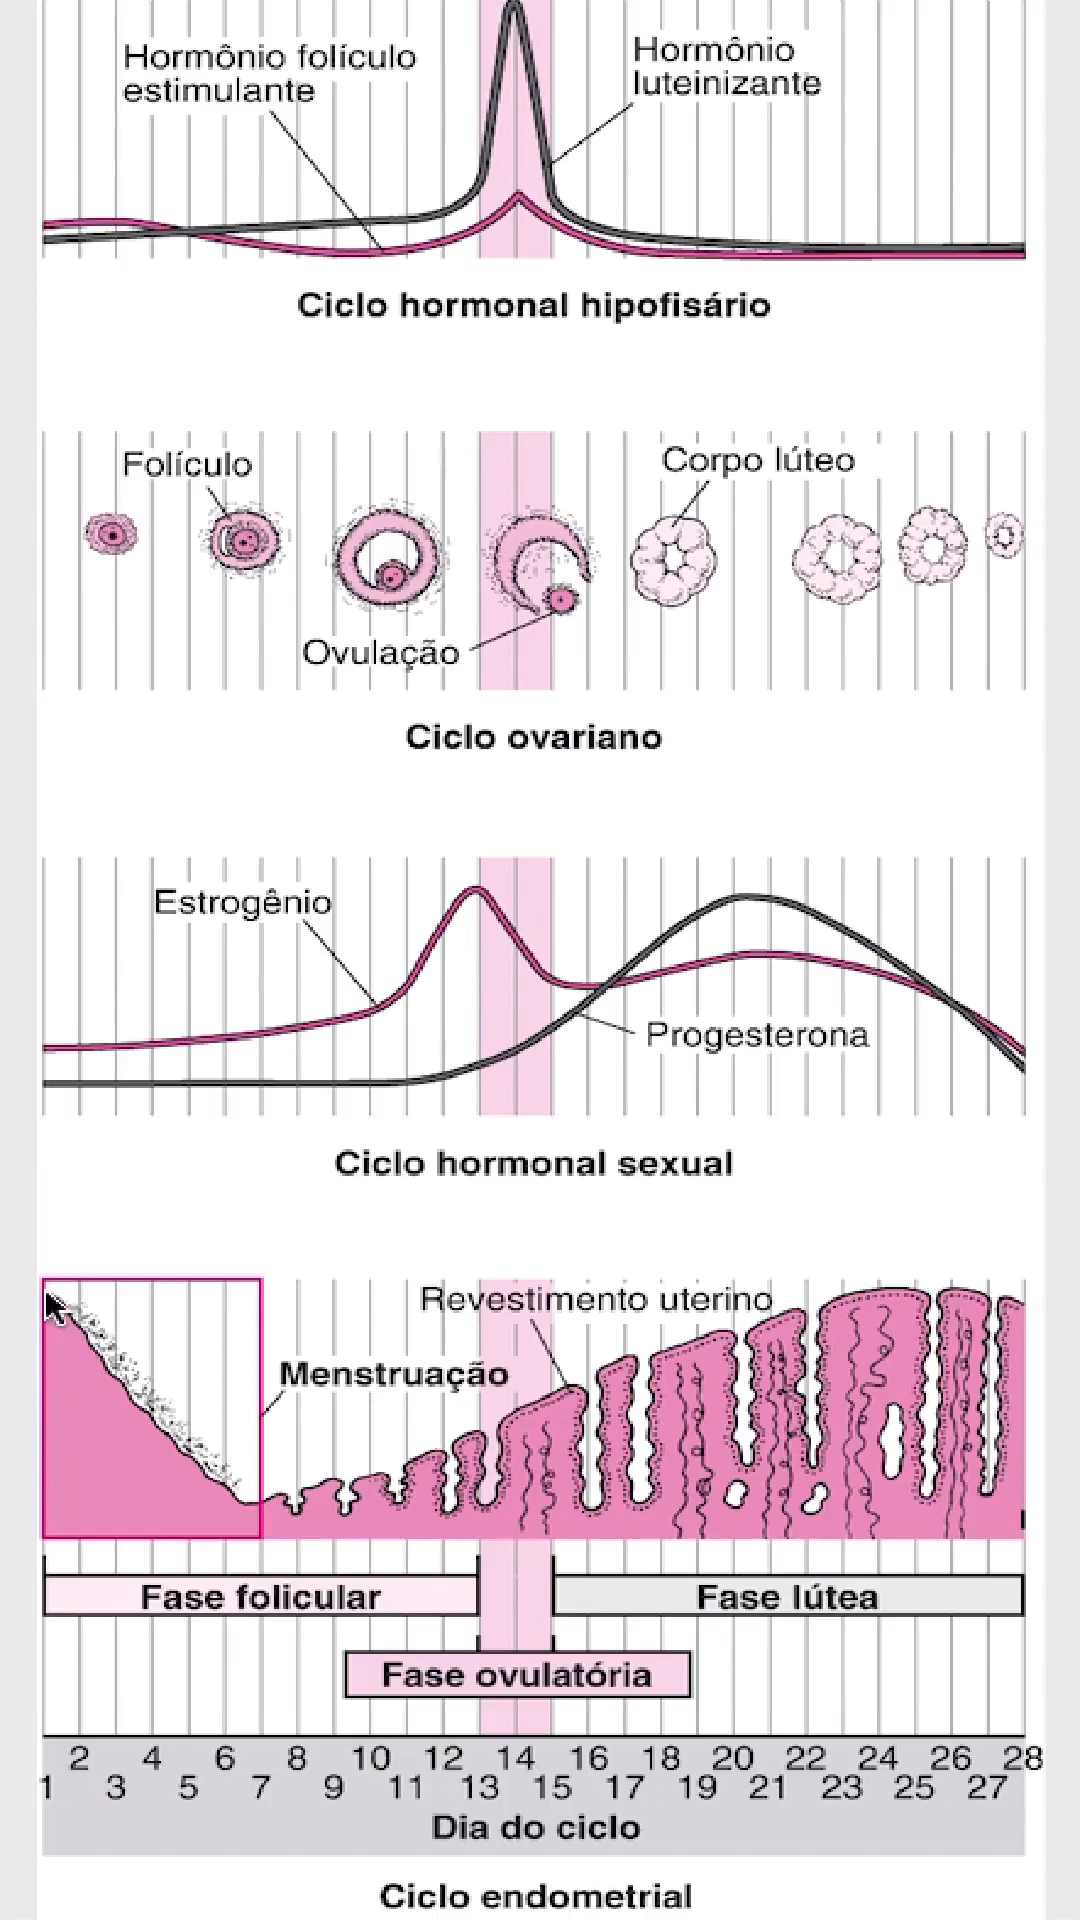 Hormônio folículo
estimulante
Hormônio
luteinizante
Ciclo hormonal hipofisário
Folículo
Corpo lúteo
Ovulação
Ciclo ovariano
Estrogênio
Progesterona
Ciclo hormonal sexual
Revestimento uterino
Menstruação
Fase folicular
Fase lútea
Fase ovulatória
2 4 6 8 10 12 14 16 18 20 22 24 26 28
1 3 5 7 9 11 13 15 17 19 21 23 25 27
Dia do ciclo
Ciclo endometrial